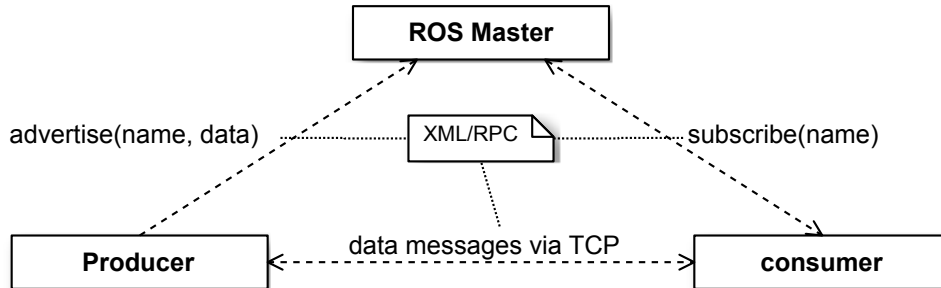 ROS Master
advertise(name, data)
XML/RPC
subscribe(name)
data messages via TCP
Producer
consumer